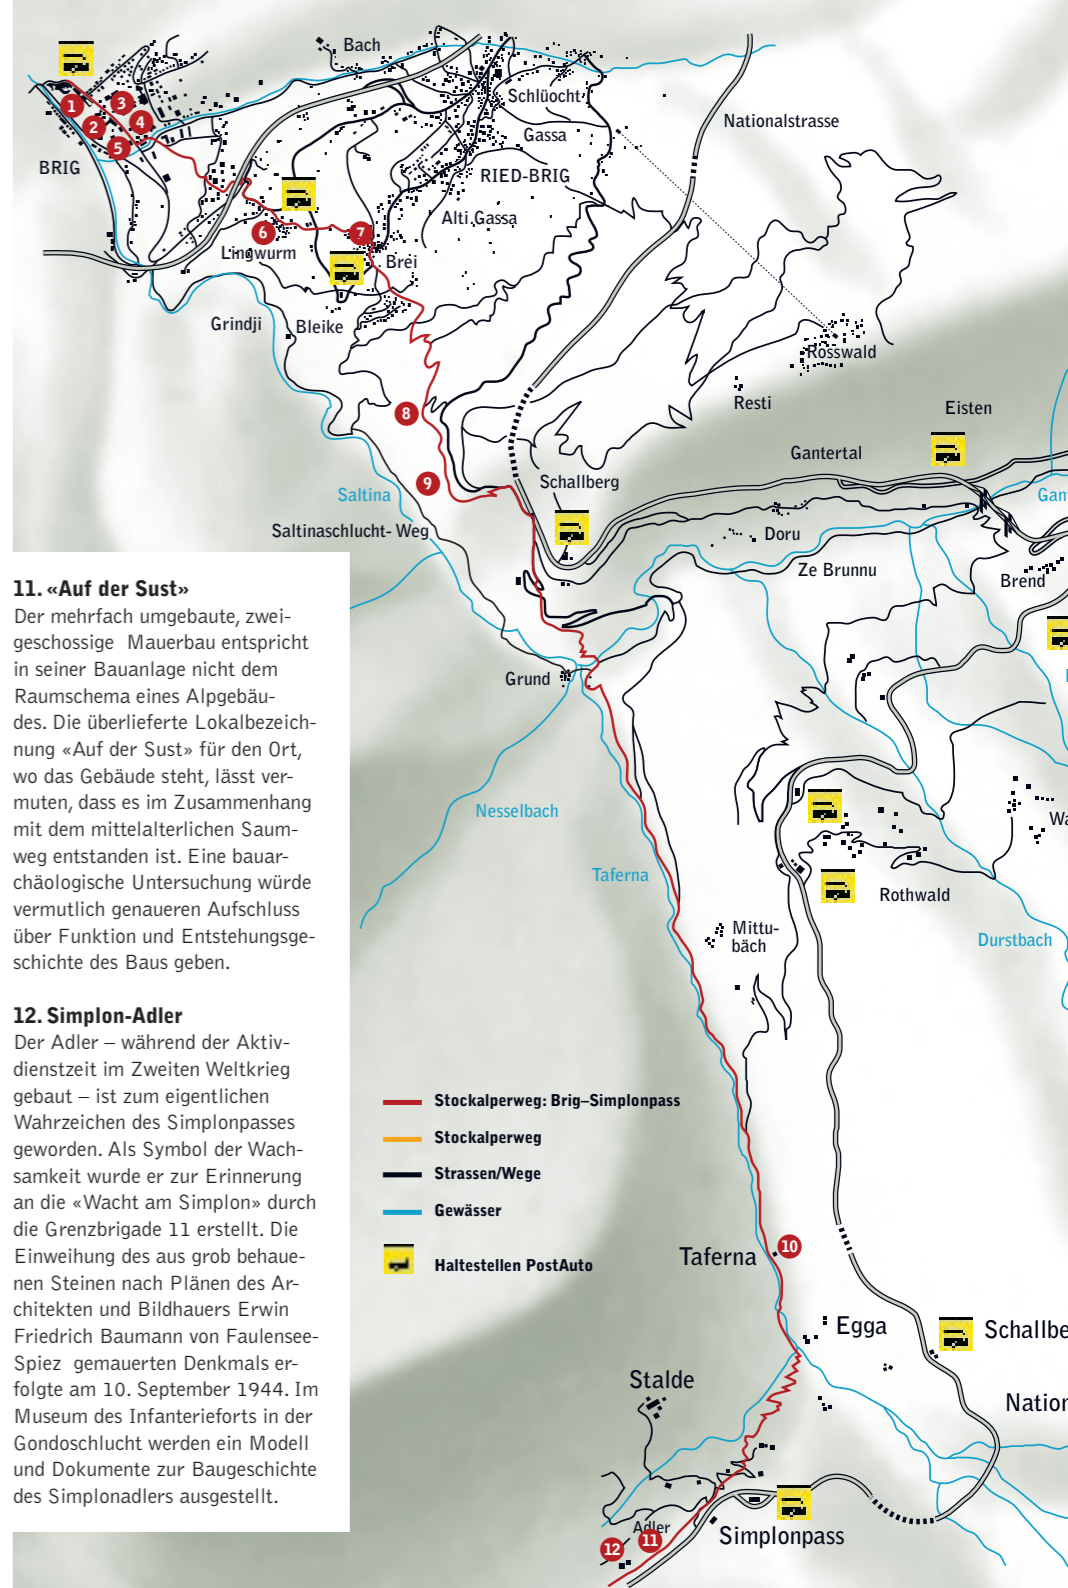 Bach
Schlüocht
Gassa
Nationalstrasse
1
3
2
4
5
BRIG
RIED-BRIG
Alti Gassa
6
7
Lingwurm
Brei
Grindji
Bleike
Rosswald
Resti
Eisten
8
Gantertal
9
Schallberg
Saltina
Saltinaschlucht- Weg
Doru
Ze Brunnu
Brend
Grund
Nesselbach
Taferna
Rothwald
Mittu-
bäch
Durstbach
11. «Auf der Sust»
Der mehrfach umgebaute, zwei-
geschossige Mauerbau entspricht
in seiner Bauanlage nicht dem
Raumschema eines Alpgebäu-
des. Die überlieferte Lokalbezeich-
nung «Auf der Sust» für den Ort,
wo das Gebäude steht, lässt ver-
muten, dass es im Zusammenhang
mit dem mittelalterlichen Saum-
weg entstanden ist. Eine bauar-
chäologische Untersuchung würde
vermutlich genaueren Aufschluss
über Funktion und Entstehungsge-
schichte des Baus geben.
12. Simplon-Adler
Der Adler – während der Aktiv-
dienstzeit im Zweiten Weltkrieg
gebaut – ist zum eigentlichen
Wahrzeichen des Simplonpasses
geworden. Als Symbol der Wach-
samkeit wurde er zur Erinnerung
an die «Wacht am Simplon» durch
die Grenzbrigade 11 erstellt. Die
Einweihung des aus grob behaue-
nen Steinen nach Plänen des Ar-
chitekten und Bildhauers Erwin
Friedrich Baumann von Faulensee-
Spiez gemauerten Denkmals er-
folgte am 10. September 1944. Im
Museum des Infanterieforts in der
Gondoschlucht werden ein Modell
und Dokumente zur Baugeschichte
des Simplonadlers ausgestellt.
Stockalperweg: Brig–Simplonpass
Stockalperweg
Strassen/Wege
Gewässer
Haltestellen PostAuto
Taferna
10
Egga
Schallbe
Stalde
Nation
Adler
12
11
Simplonpass